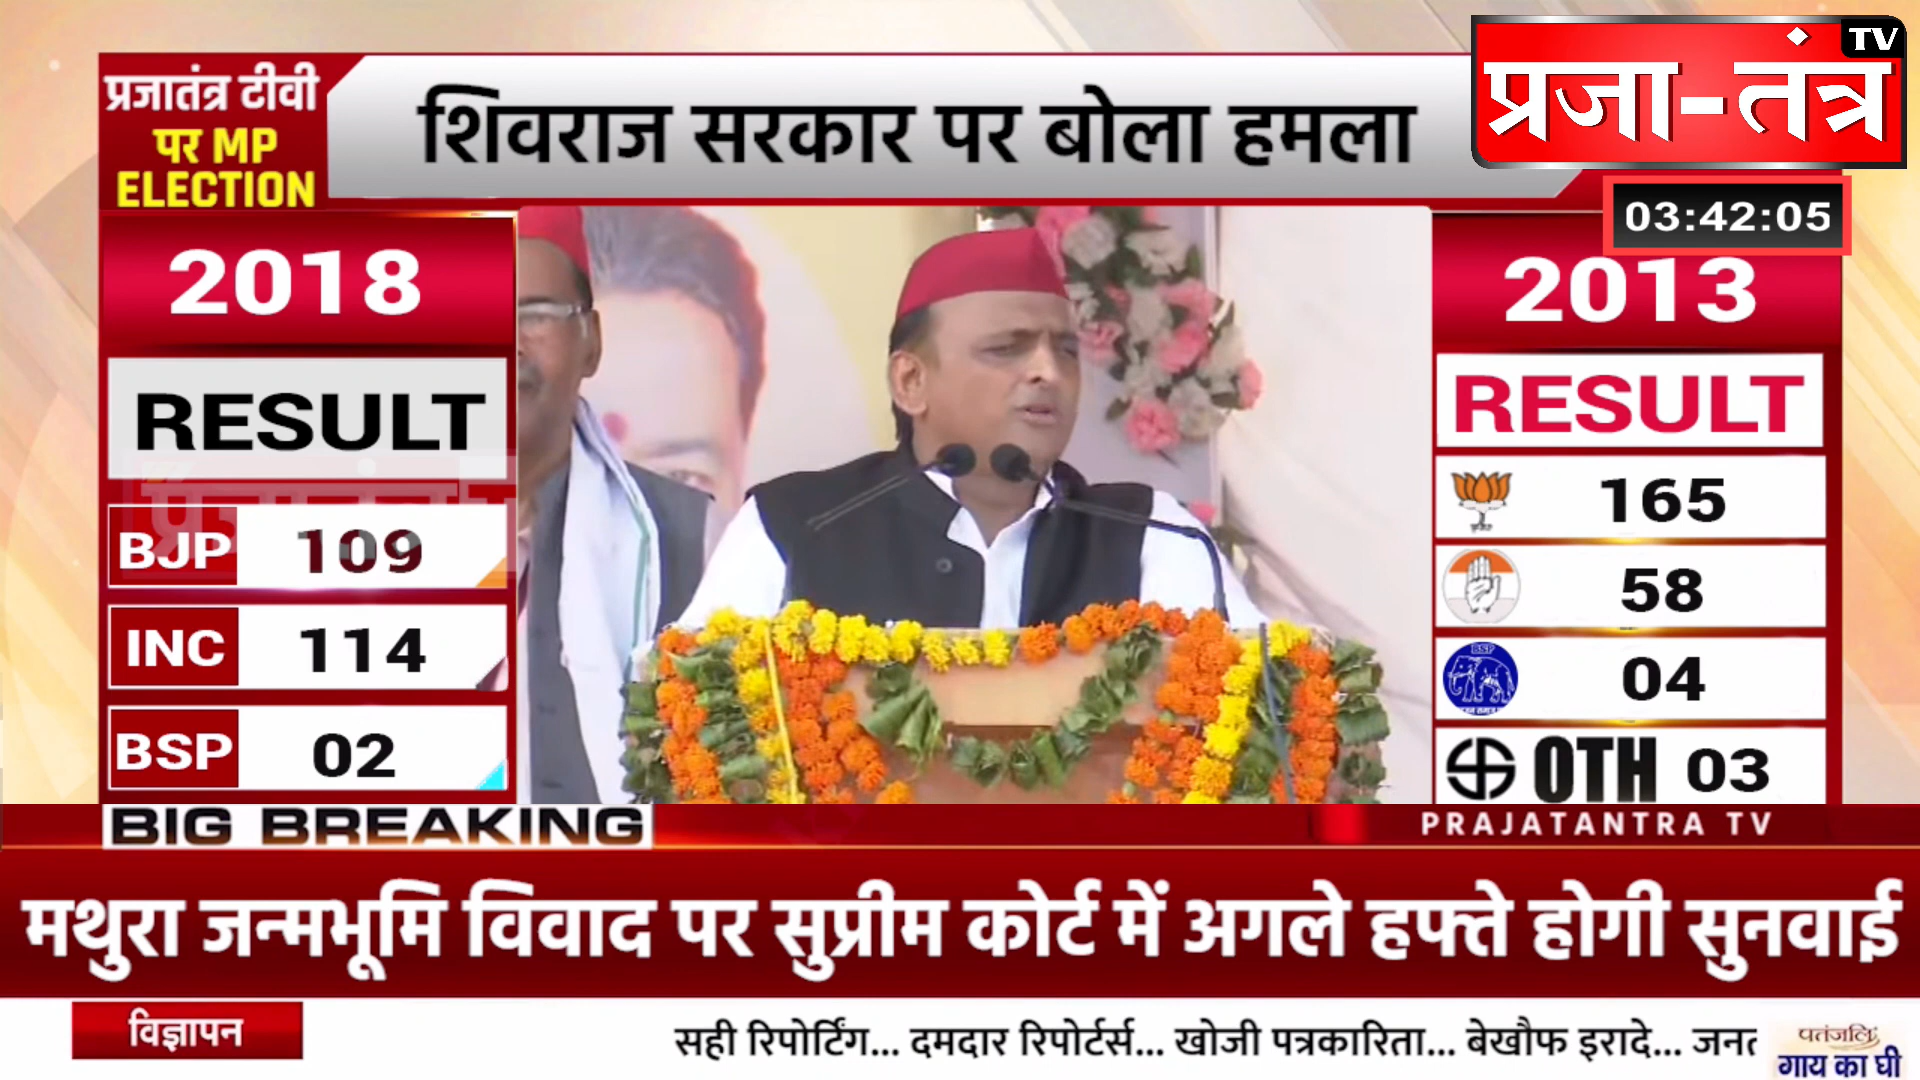 प्रजातंत्र टीवी
पर MP
ELECTION
शिवराज सरकार पर बोला हमला
TV
प्रजा-तंत्र
03:42:05
2018
RESULT
BJP 109
INC 114
BSP 02
2013
RESULT
165
58
BSP
04
OTH 03
BIG BREAKING
PRAJATANTRA TV
मथुरा जन्मभूमि विवाद पर सुप्रीम कोर्ट में अगले हफ्ते होगी सुनवाई
विज्ञापन
सही रिपोर्टिंग... दमदार रिपोर्टर्स... खोजी पत्रकारिता... बेखौफ इरादे...
पतंजलि
गाय का घी